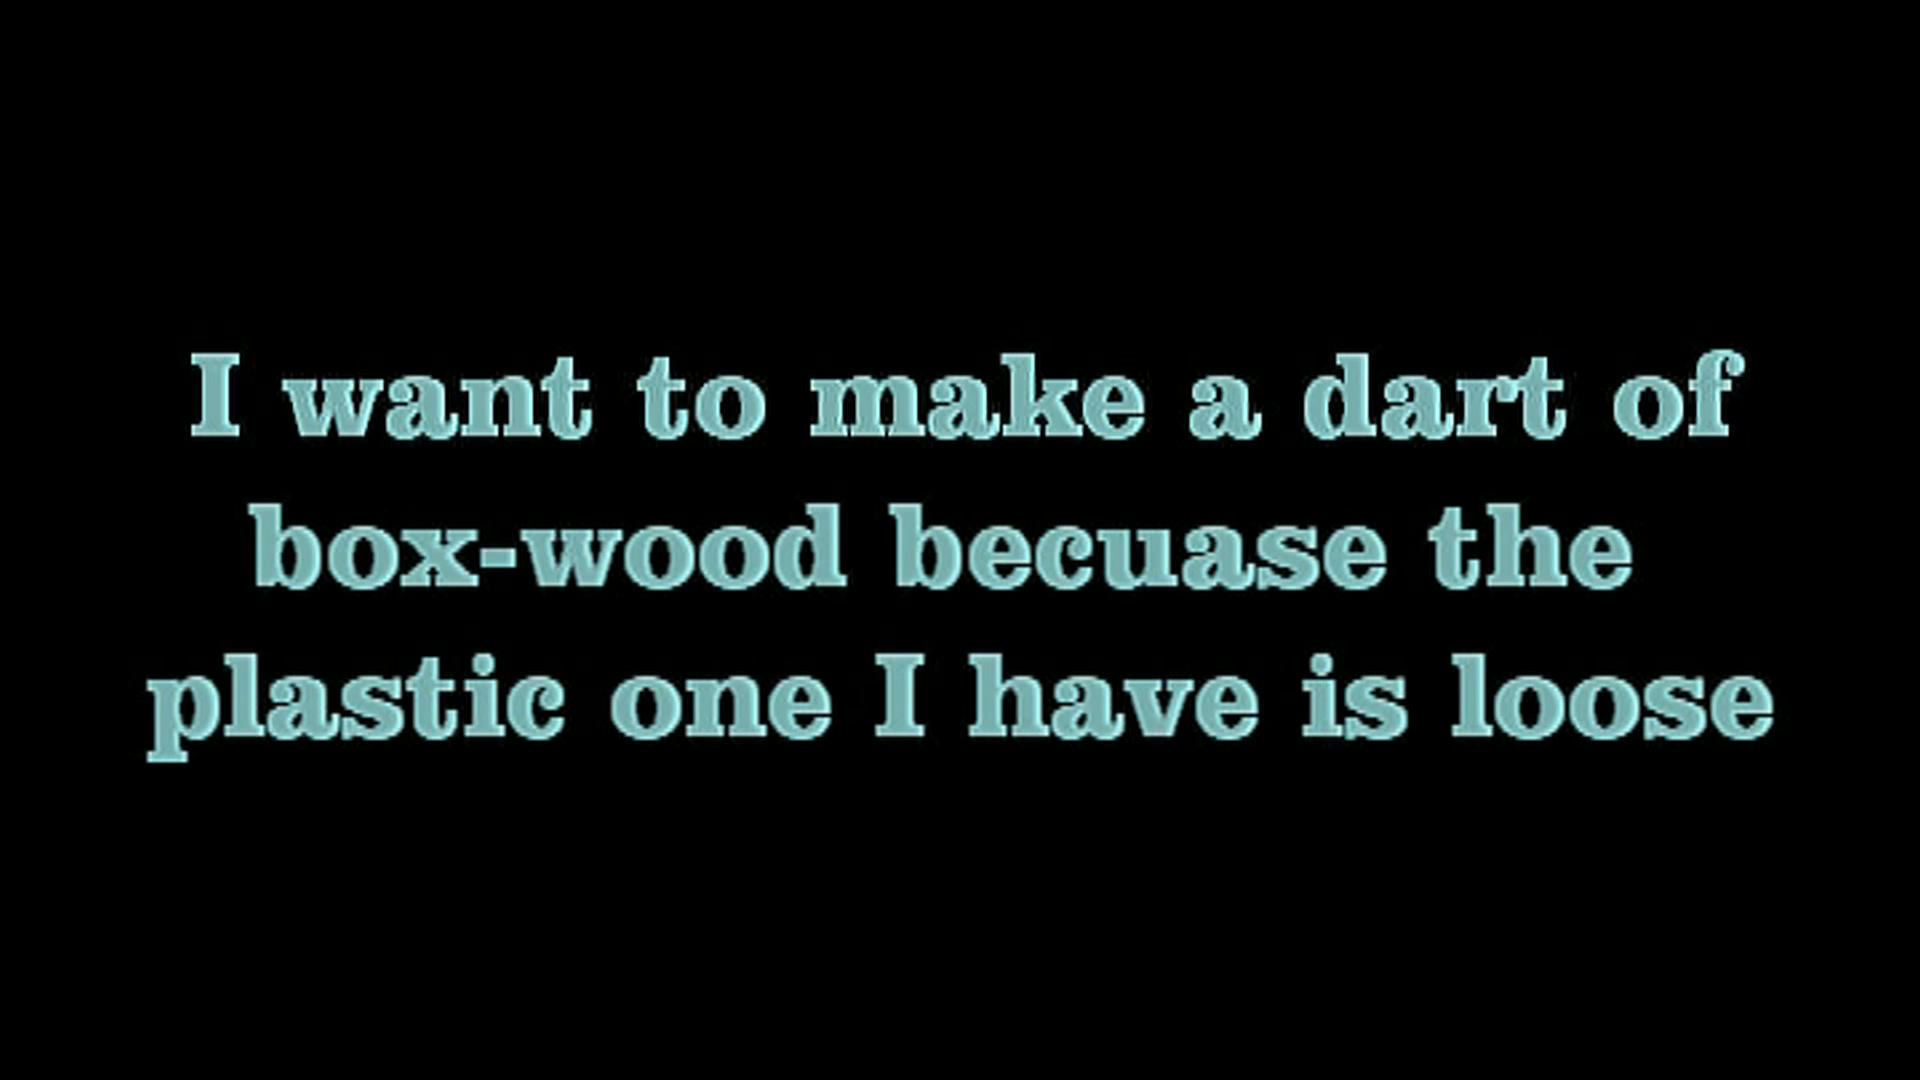 I want to make a dart of
box-wood becuase the
plastic one I have is loose